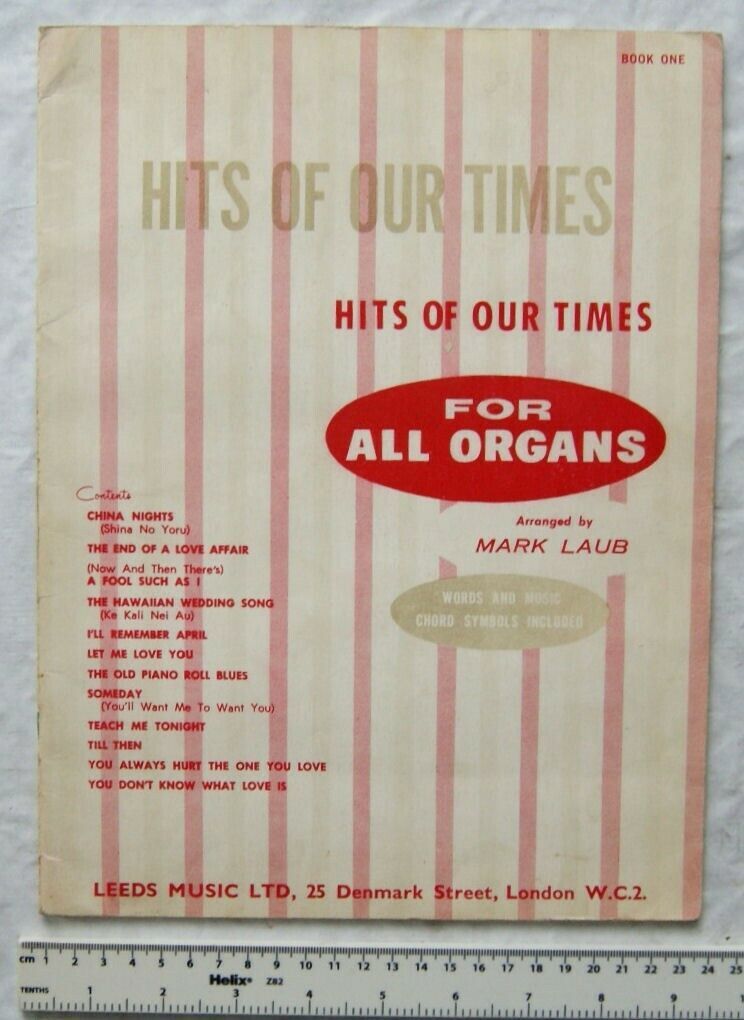 BOOK ONE
HITS OF OUR TIMES
HITS OF OUR TIMES
FOR
ALL ORGANS
Arranged by
MARK LAUB
WORDS AND MUSIC
CHORD SYMBOLS INCLUDED
Contents
CHINA NIGHTS
(Shina No Yoru)
THE END OF A LOVE AFFAIR
(Now And Then There's)
A FOOL SUCH AS I
THE HAWAIIAN WEDDING SONG
(Ke Kali Nei Au)
I'LL REMEMBER APRIL
LET ME LOVE YOU
THE OLD PIANO ROLL BLUES
SOMEDAY
(You'll Want Me To Want You)
TEACH ME TONIGHT
TILL THEN
YOU ALWAYS HURT THE ONE YOU LOVE
YOU DON'T KNOW WHAT LOVE IS
LEEDS MUSIC LTD, 25 Denmark Street, London W.C.2.
cm 1 2 3 4 5 6 7 8 9 10 11 12 13 14 15 16 17 18 19 20 21 22 23 24 25
Helix® Z82
TENTHS 1 2 3 4 5 6 7 8 9 1